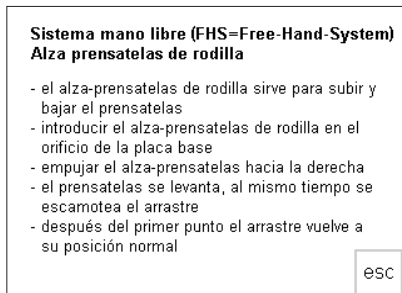 Sistema mano libre (FHS=Free-Hand-System)
Alza prensatelas de rodilla
- el alza-prensatelas de rodilla sirve para subir y
bajar el prensatelas
- introducir el alza-prensatelas de rodilla en el
orificio de la placa base
- empujar el alza-prensatelas hacia la derecha
- el prensatelas se levanta, al mismo tiempo se
escamotea el arrastre
- después del primer punto el arrastre vuelve a
su posición normal
esc